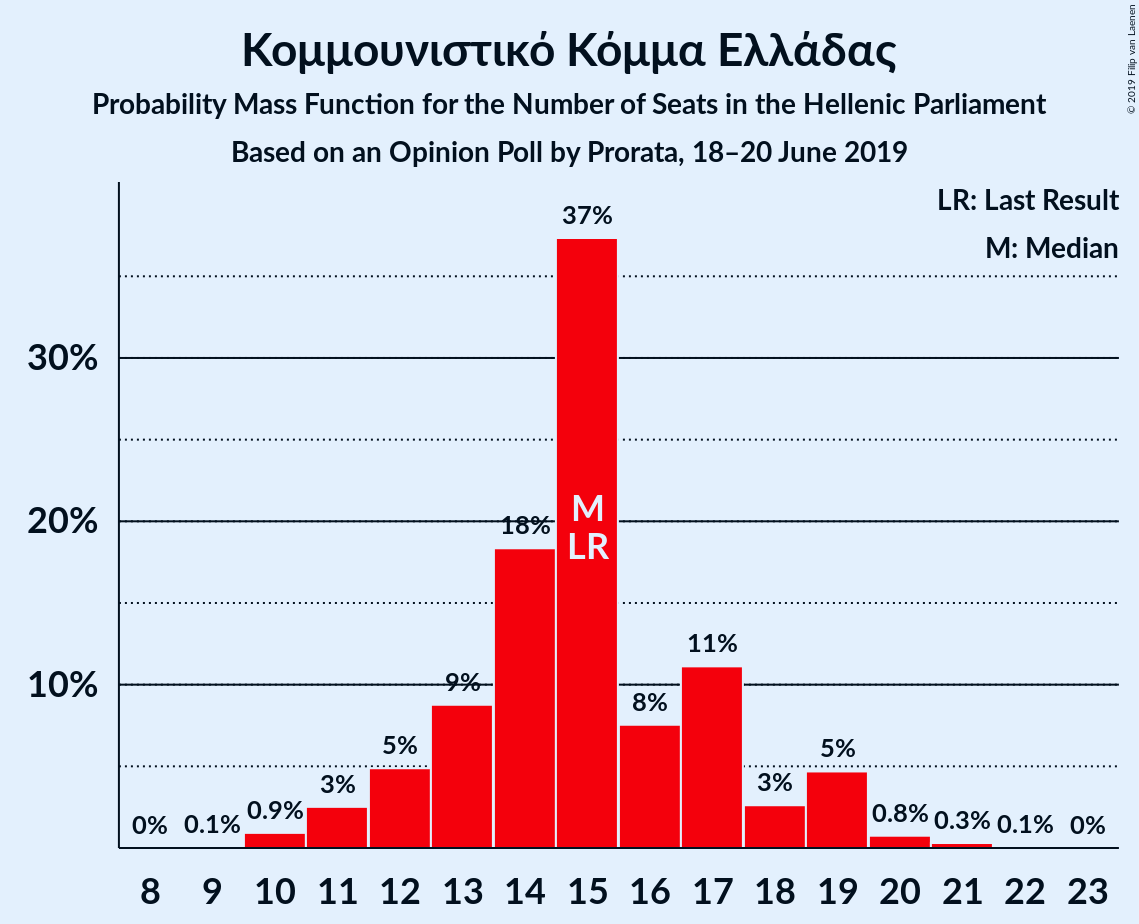 Κομμουνιστικό Κόμμα Ελλάδας
Probability Mass Function for the Number of Seats in the Hellenic Parliament
Based on an Opinion Poll by Prorata, 18–20 June 2019
© 2019 Filip van Laenen
LR: Last Result
M: Median
30%
20%
10%
0% 0.1% 0.9% 3% 5% 9% 18% 37% 8% 11% 3% 5% 0.8% 0.3% 0.1% 0%
M
LR
8 9 10 11 12 13 14 15 16 17 18 19 20 21 22 23